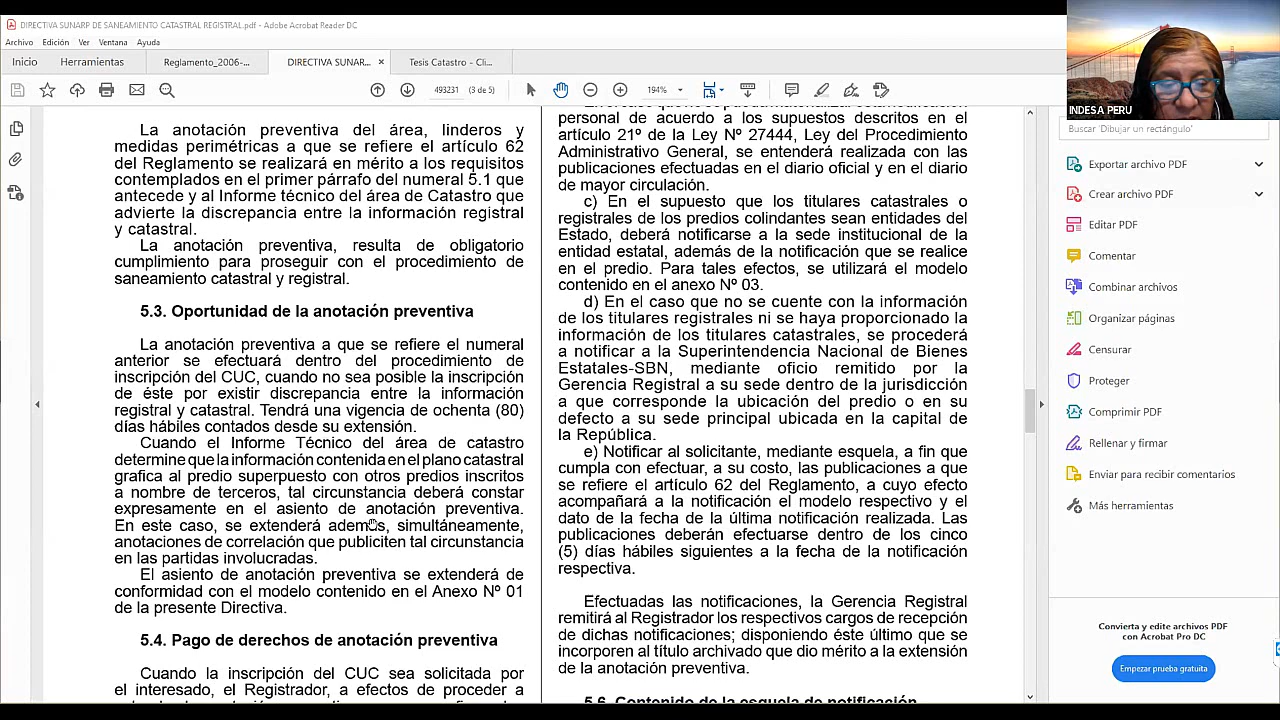 DIRECTIVA SUNARP DE SANEAMIENTO CATASTRAL REGISTRAL.pdf - Adobe Acrobat Reader DC
Archivo Edición Ver Ventana Ayuda
Inicio Herramientas Reglamento_2006-... DIRECTIVA SUNAR... × Tesis Catastro - Cli...
493231 (3 de 5) 194%
La anotación preventiva del área, linderos y
medidas perimétricas a que se refiere el artículo 62
del Reglamento se realizará en mérito a los requisitos
contemplados en el primer párrafo del numeral 5.1 que
antecede y al Informe técnico del área de Catastro que
advierte la discrepancia entre la información registral
y catastral.
La anotación preventiva, resulta de obligatorio
cumplimiento para proseguir con el procedimiento de
saneamiento catastral y registral.
5.3. Oportunidad de la anotación preventiva
La anotación preventiva a que se refiere el numeral
anterior se efectuará dentro del procedimiento de
inscripción del CUC, cuando no sea posible la inscripción
de éste por existir discrepancia entre la información
registral y catastral. Tendrá una vigencia de ochenta (80)
días hábiles contados desde su extensión.
Cuando el Informe Técnico del área de catastro
determine que la información contenida en el plano catastral
grafica al predio superpuesto con otros predios inscritos
a nombre de terceros, tal circunstancia deberá constar
expresamente en el asiento de anotación preventiva.
En este caso, se extenderá además, simultáneamente,
anotaciones de correlación que publiciten tal circunstancia
en las partidas involucradas.
El asiento de anotación preventiva se extenderá de
conformidad con el modelo contenido en el Anexo Nº 01
de la presente Directiva.
5.4. Pago de derechos de anotación preventiva
Cuando la inscripción del CUC sea solicitada por
el interesado, el Registrador, a efectos de proceder a
personal de acuerdo a los supuestos descritos en el
artículo 21º de la Ley Nº 27444, Ley del Procedimiento
Administrativo General, se entenderá realizada con las
publicaciones efectuadas en el diario oficial y en el diario
de mayor circulación.
c) En el supuesto que los titulares catastrales o
registrales de los predios colindantes sean entidades del
Estado, deberá notificarse a la sede institucional de la
entidad estatal, además de la notificación que se realice
en el predio. Para tales efectos, se utilizará el modelo
contenido en el anexo Nº 03.
d) En el caso que no se cuente con la información
de los titulares registrales ni se haya proporcionado la
información de los titulares catastrales, se procederá
a notificar a la Superintendencia Nacional de Bienes
Estatales-SBN, mediante oficio remitido por la
Gerencia Registral a su sede dentro de la jurisdicción
a que corresponde la ubicación del predio o en su
defecto a su sede principal ubicada en la capital de
la República.
e) Notificar al solicitante, mediante esquela, a fin que
cumpla con efectuar, a su costo, las publicaciones a que
se refiere el artículo 62 del Reglamento, a cuyo efecto
acompañará a la notificación el modelo respectivo y el
dato de la fecha de la última notificación realizada. Las
publicaciones deberán efectuarse dentro de los cinco
(5) días hábiles siguientes a la fecha de la notificación
respectiva.
Efectuadas las notificaciones, la Gerencia Registral
remitirá al Registrador los respectivos cargos de recepción
de dichas notificaciones; disponiendo éste último que se
incorporen al título archivado que dio mérito a la extensión
de la anotación preventiva.
5.6. Contenido de la esquela de notificación
INDESA PERU
Buscar 'Dibujar un rectángulo'
Exportar archivo PDF
Crear archivo PDF
Editar PDF
Comentar
Combinar archivos
Organizar páginas
Censurar
Proteger
Comprimir PDF
Rellenar y firmar
Enviar para recibir comentarios
Más herramientas
Convierta y edite archivos PDF
con Acrobat Pro DC
Empezar prueba gratuita